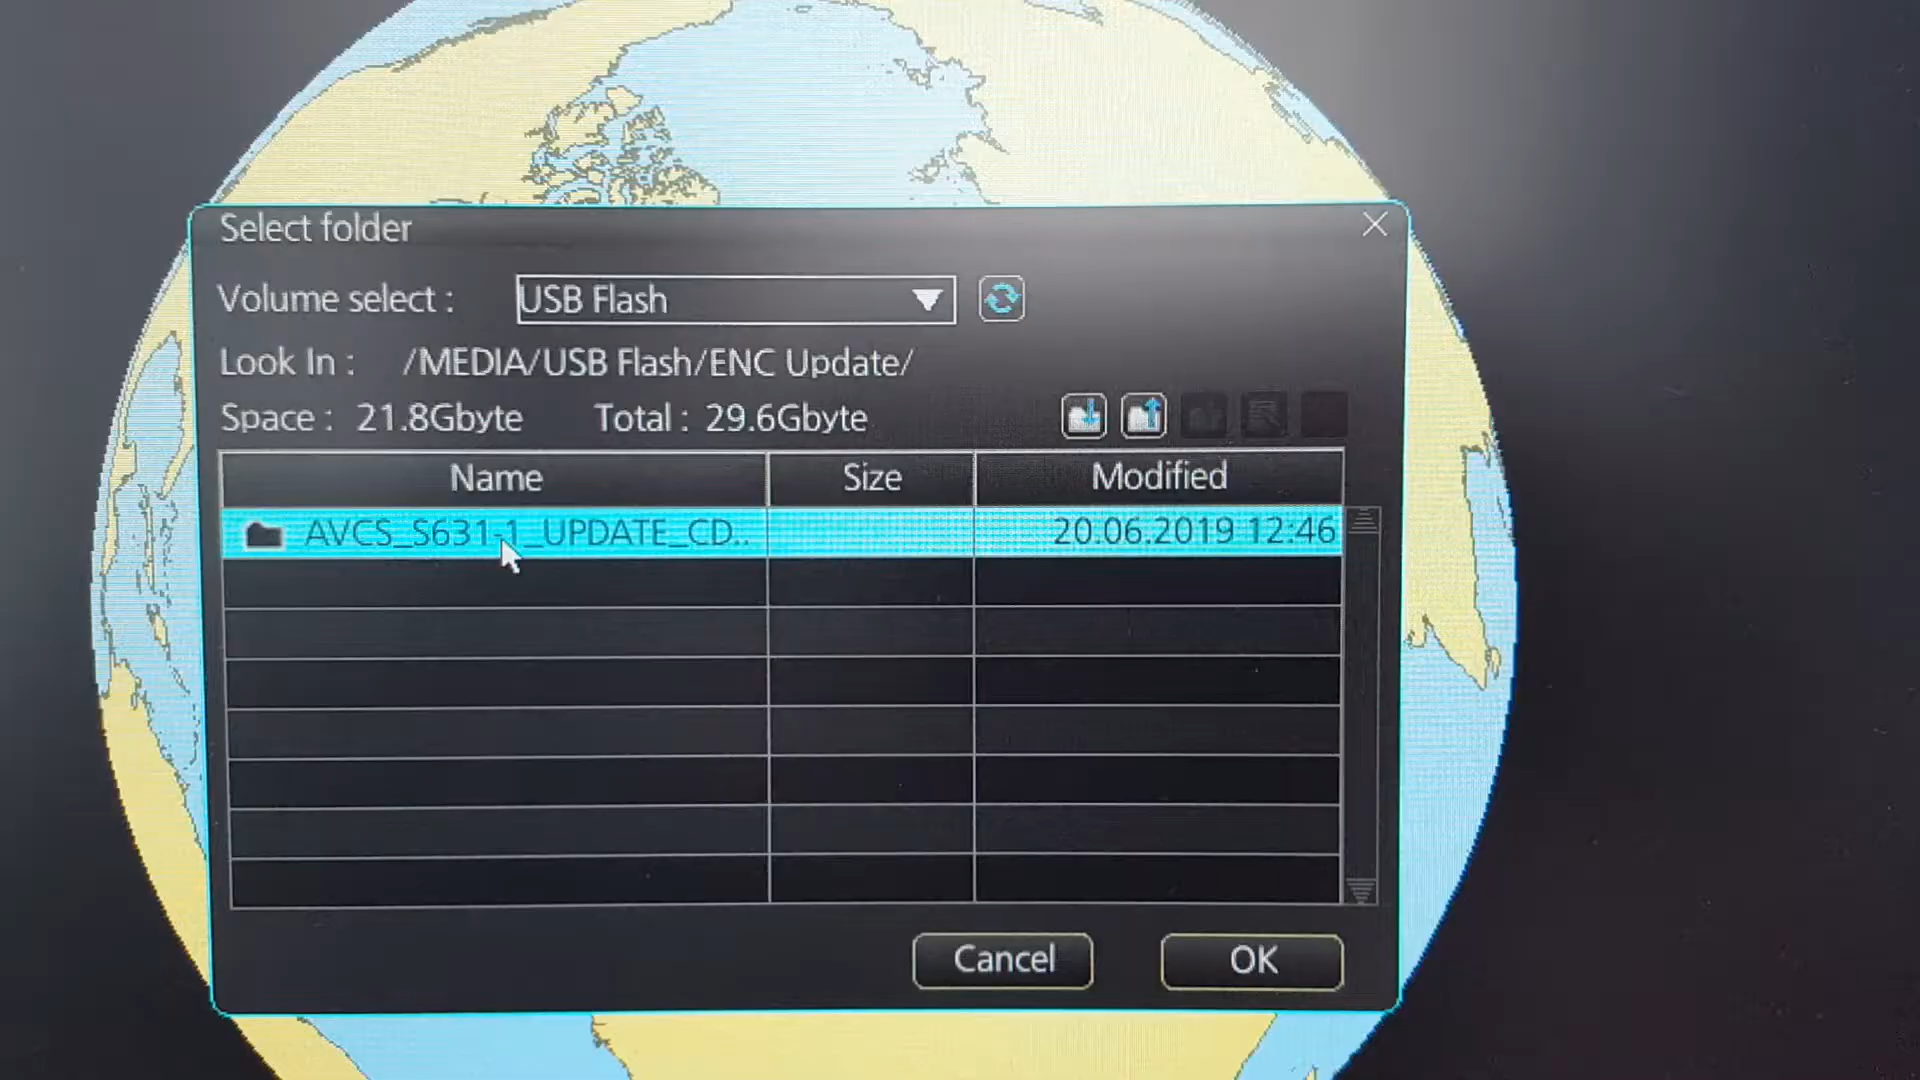 Select folder
Volume select : USB Flash
Look In : /MEDIA/USB Flash/ENC Update/
Space : 21.8Gbyte Total : 29.6Gbyte
Name Size Modified
AVCS_S631-1_UPDATE_CD.. 20.06.2019 12:46
Cancel OK